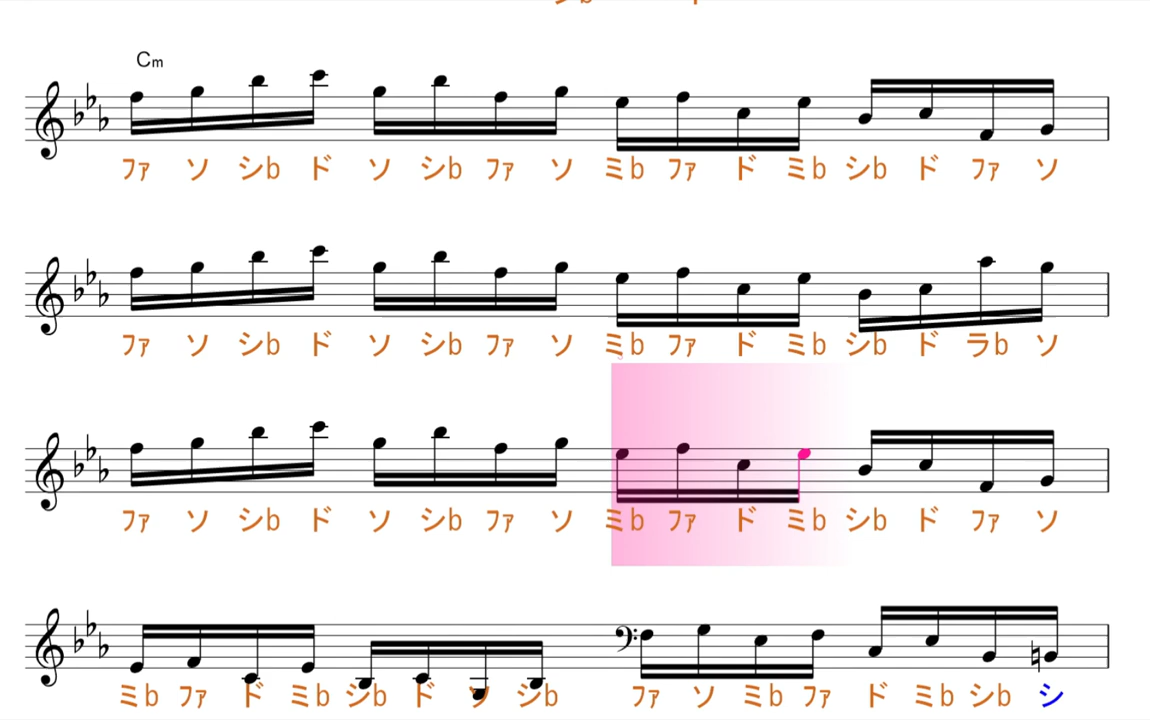 Cm
ファ ソ シb ド ソ シb ファ ソ ミb ファ ド ミb シb ド ファ ソ
ファ ソ シb ド ソ シb ファ ソ ミb ファ ド ミb シb ド ラb ソ
ファ ソ シb ド ソ シb ファ ソ ミb ファ ド ミb シb ド ファ ソ
ミb ファ ド ミb シb ド ソ シb ファ ソ ミb ファ ド ミb シb シ